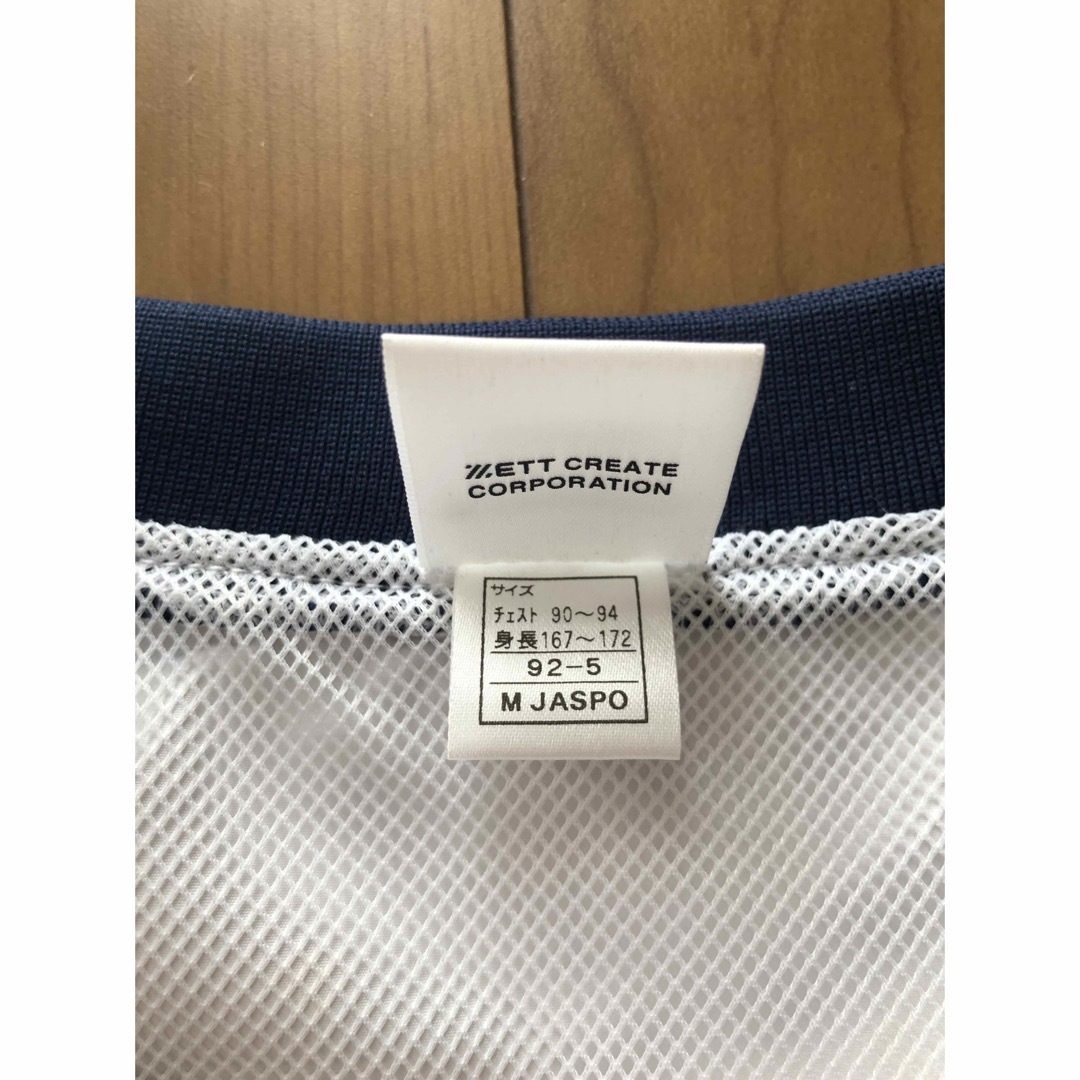 ZETT CREATE
CORPORATION
サイズ
チェスト 90～94
身長167～172
92-5
M JASPO